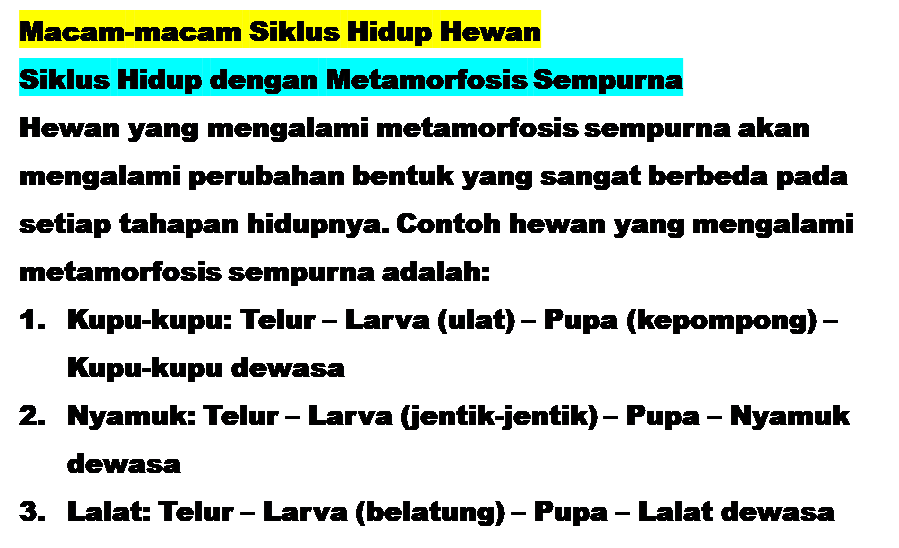 Macam-macam Siklus Hidup Hewan
Siklus Hidup dengan Metamorfosis Sempurna
Hewan yang mengalami metamorfosis sempurna akan
mengalami perubahan bentuk yang sangat berbeda pada
setiap tahapan hidupnya. Contoh hewan yang mengalami
metamorfosis sempurna adalah:
1. Kupu-kupu: Telur – Larva (ulat) – Pupa (kepompong) –
Kupu-kupu dewasa
2. Nyamuk: Telur – Larva (jentik-jentik) – Pupa – Nyamuk
dewasa
3. Lalat: Telur – Larva (belatung) – Pupa – Lalat dewasa